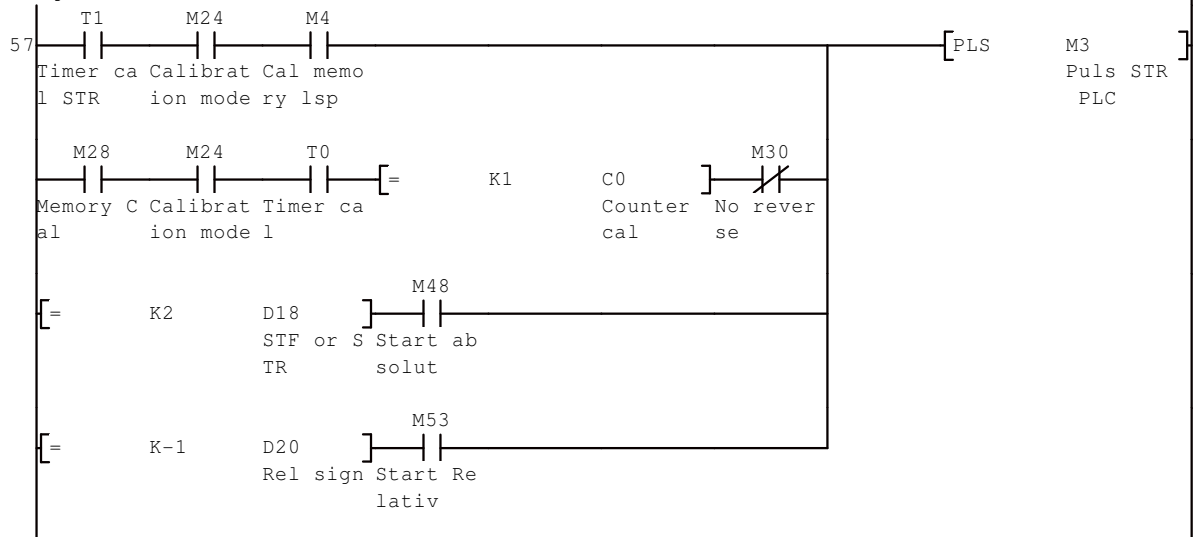 T1 M24 M4
57 PLS M3
Timer ca Calibrat Cal memo Puls STR
l STR ion mode ry lsp PLC
M28 M24 T0 M30
= K1 C0
Memory C Calibrat Timer ca Counter No rever
al ion mode l cal se
M48
= K2 D18
STF or S Start ab
TR solut
M53
= K-1 D20
Rel sign Start Re
lativ